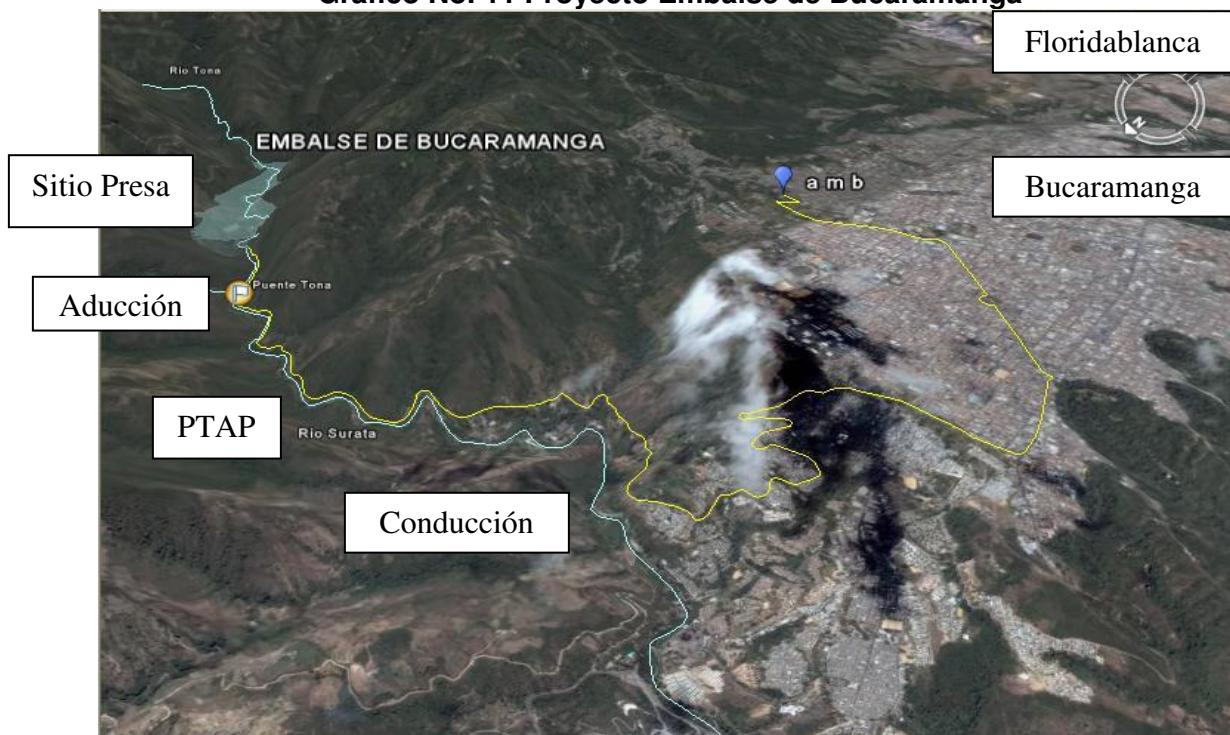 Gráfico No. 11 Proyecto Embalse de Bucaramanga
Floridablanca
Rio Tona
N
EMBALSE DE BUCARAMANGA
Sitio Presa
a m b
Bucaramanga
Aducción
Puente Tona
PTAP
Rio Surata
Conducción